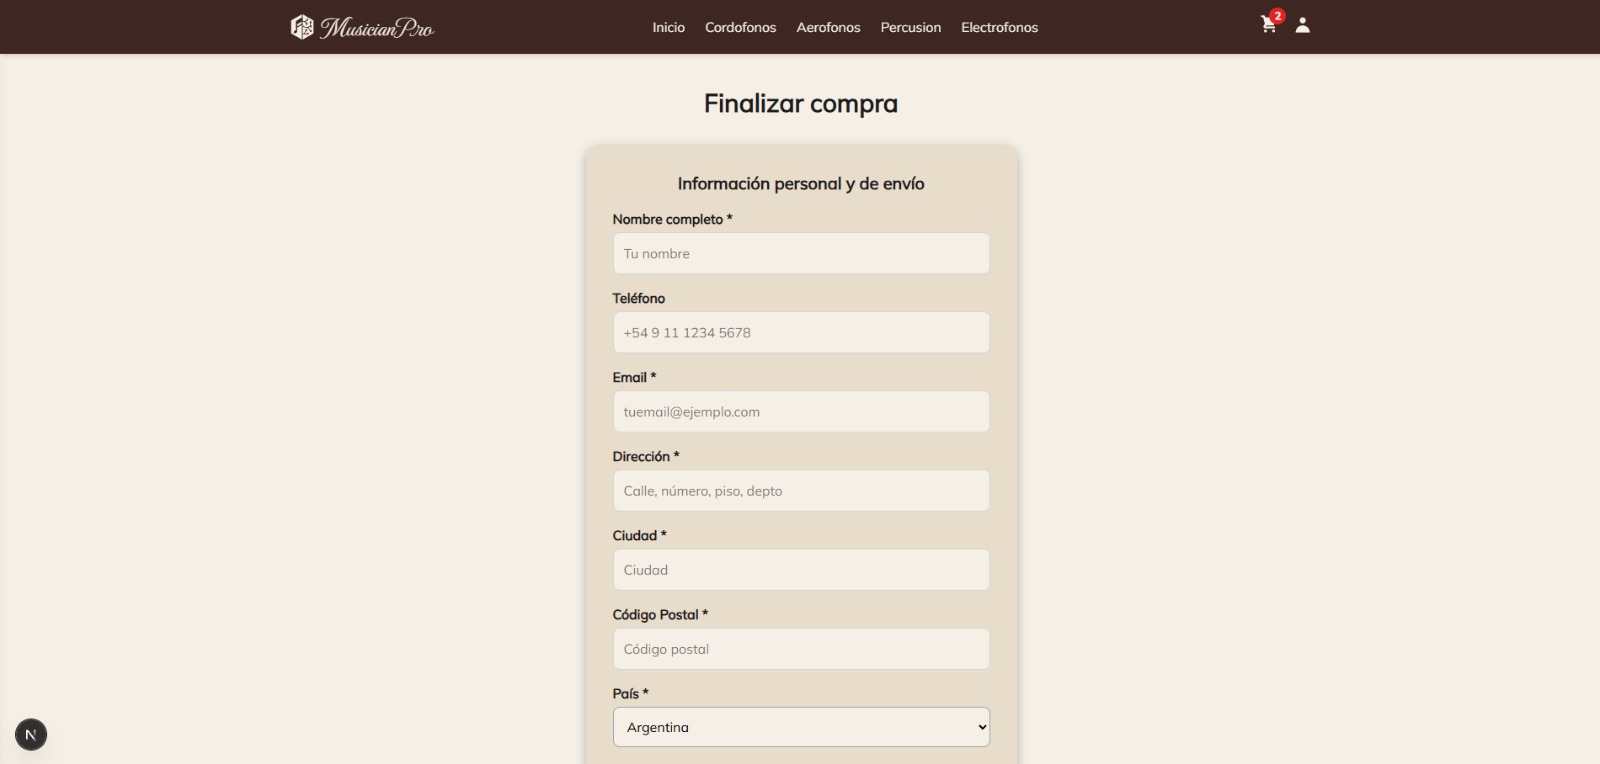 MusicianPro
Inicio Cordofonos Aerofonos Percusion Electrofonos
2
Finalizar compra
Información personal y de envío
Nombre completo *
Tu nombre
Teléfono
+54 9 11 1234 5678
Email *
tuemail@ejemplo.com
Dirección *
Calle, número, piso, depto
Ciudad *
Ciudad
Código Postal *
Código postal
País *
Argentina
N